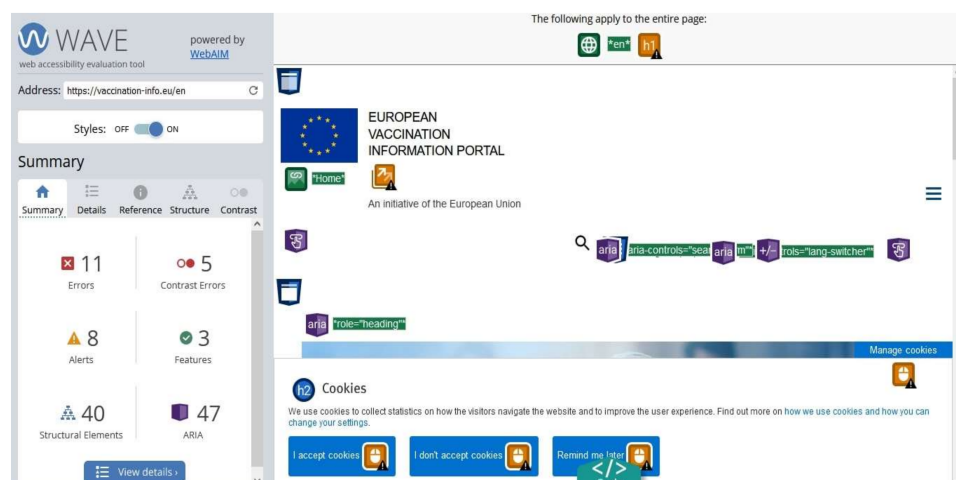 WAVE
powered by
WebAIM
web accessibility evaluation tool
Address: https://vaccination-info.eu/en
Styles: OFF ON
Summary
Summary Details Reference Structure Contrast
11
Errors
5
Contrast Errors
8
Alerts
3
Features
40
Structural Elements
47
ARIA
View details ›
The following apply to the entire page:
*en* h1
EUROPEAN
VACCINATION
INFORMATION PORTAL
*Home*
An initiative of the European Union
aria aria-controls="sear aria m"* +/- rols="lang-switcher"*
aria *role="heading"*
Manage cookies
h2 Cookies
We use cookies to collect statistics on how the visitors navigate the website and to improve the user experience. Find out more on how we use cookies and how you can
change your settings.
I accept cookies I don't accept cookies Remind me later
</>